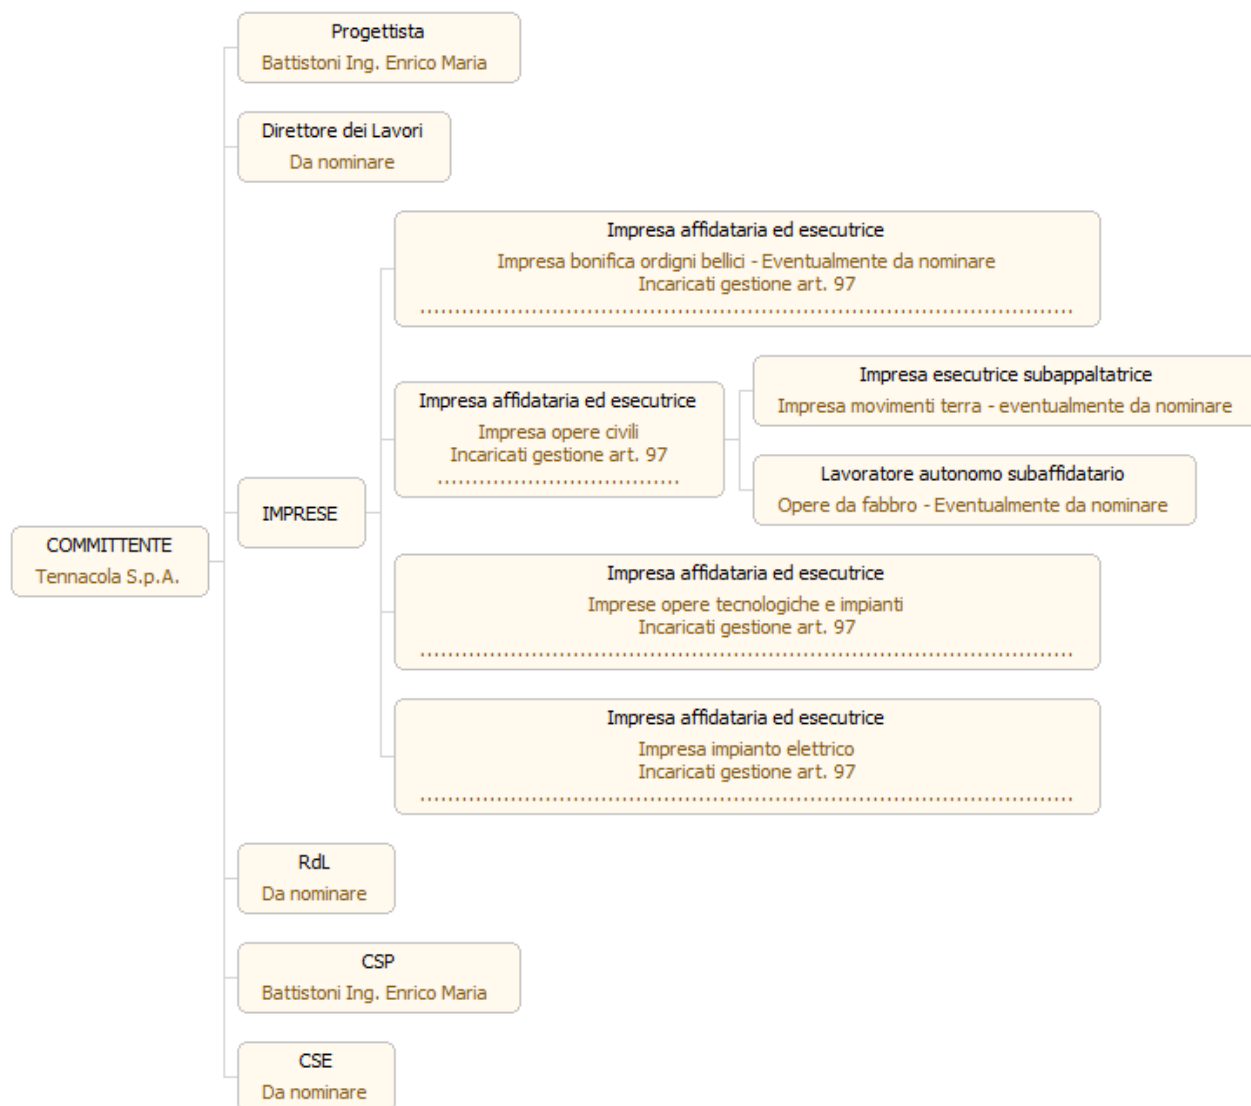 Progettista
Battistoni Ing. Enrico Maria
Direttore dei Lavori
Da nominare
Impresa affidataria ed esecutrice
Impresa bonifica ordigni bellici - Eventualmente da nominare
Incaricati gestione art. 97
Impresa affidataria ed esecutrice
Impresa opere civili
Incaricati gestione art. 97
Impresa esecutrice subappaltatrice
Impresa movimenti terra - eventualmente da nominare
Lavoratore autonomo subaffidatario
Opere da fabbro - Eventualmente da nominare
IMPRESE
COMMITTENTE
Tennacola S.p.A.
Impresa affidataria ed esecutrice
Imprese opere tecnologiche e impianti
Incaricati gestione art. 97
Impresa affidataria ed esecutrice
Impresa impianto elettrico
Incaricati gestione art. 97
RdL
Da nominare
CSP
Battistoni Ing. Enrico Maria
CSE
Da nominare